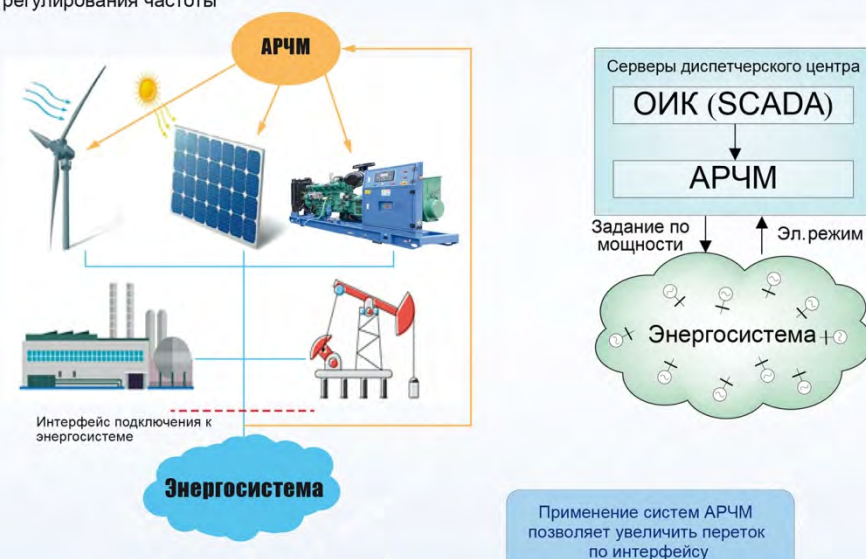 регулирования частоты
АРЧМ
Интерфейс подключения к
энергосистеме
Энергосистема
Серверы диспетчерского центра
ОИК (SCADA)
АРЧМ
Задание по
мощности
Эл.режим
Энергосистема
Применение систем АРЧМ
позволяет увеличить переток
по интерфейсу